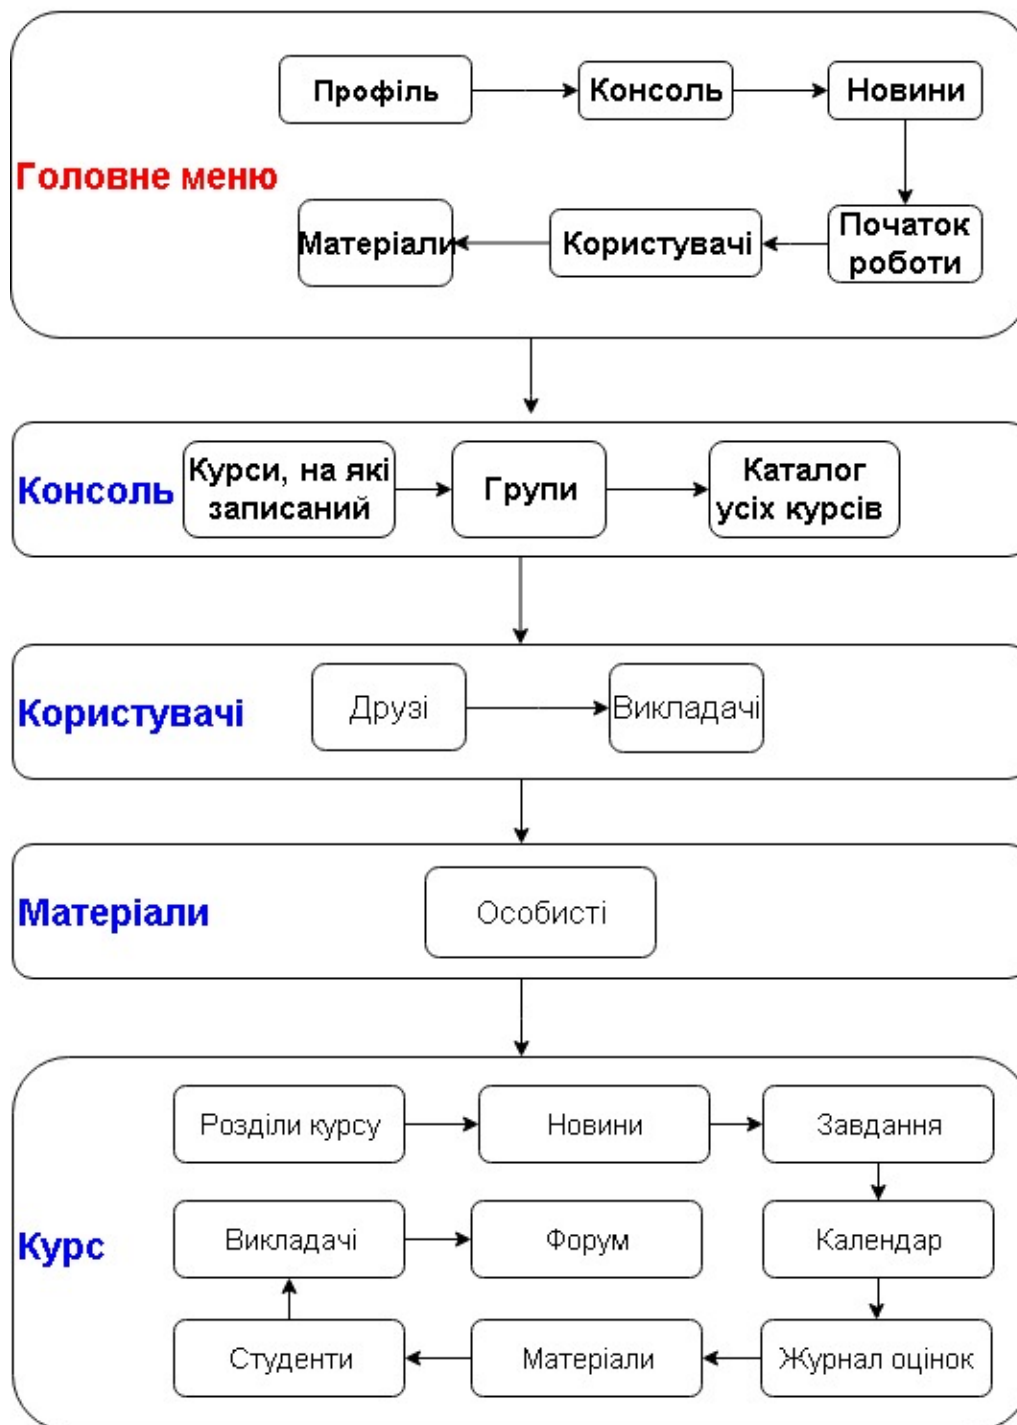 Профіль
Консоль
Новини
Головне меню
Матеріали
Користувачі
Початок
роботи
Консоль
Курси, на які
записаний
Групи
Каталог
усіх курсів
Користувачі
Друзі
Викладачі
Матеріали
Особисті
Розділи курсу
Новини
Завдання
Курс
Викладачі
Форум
Календар
Студенти
Матеріали
Журнал оцінок